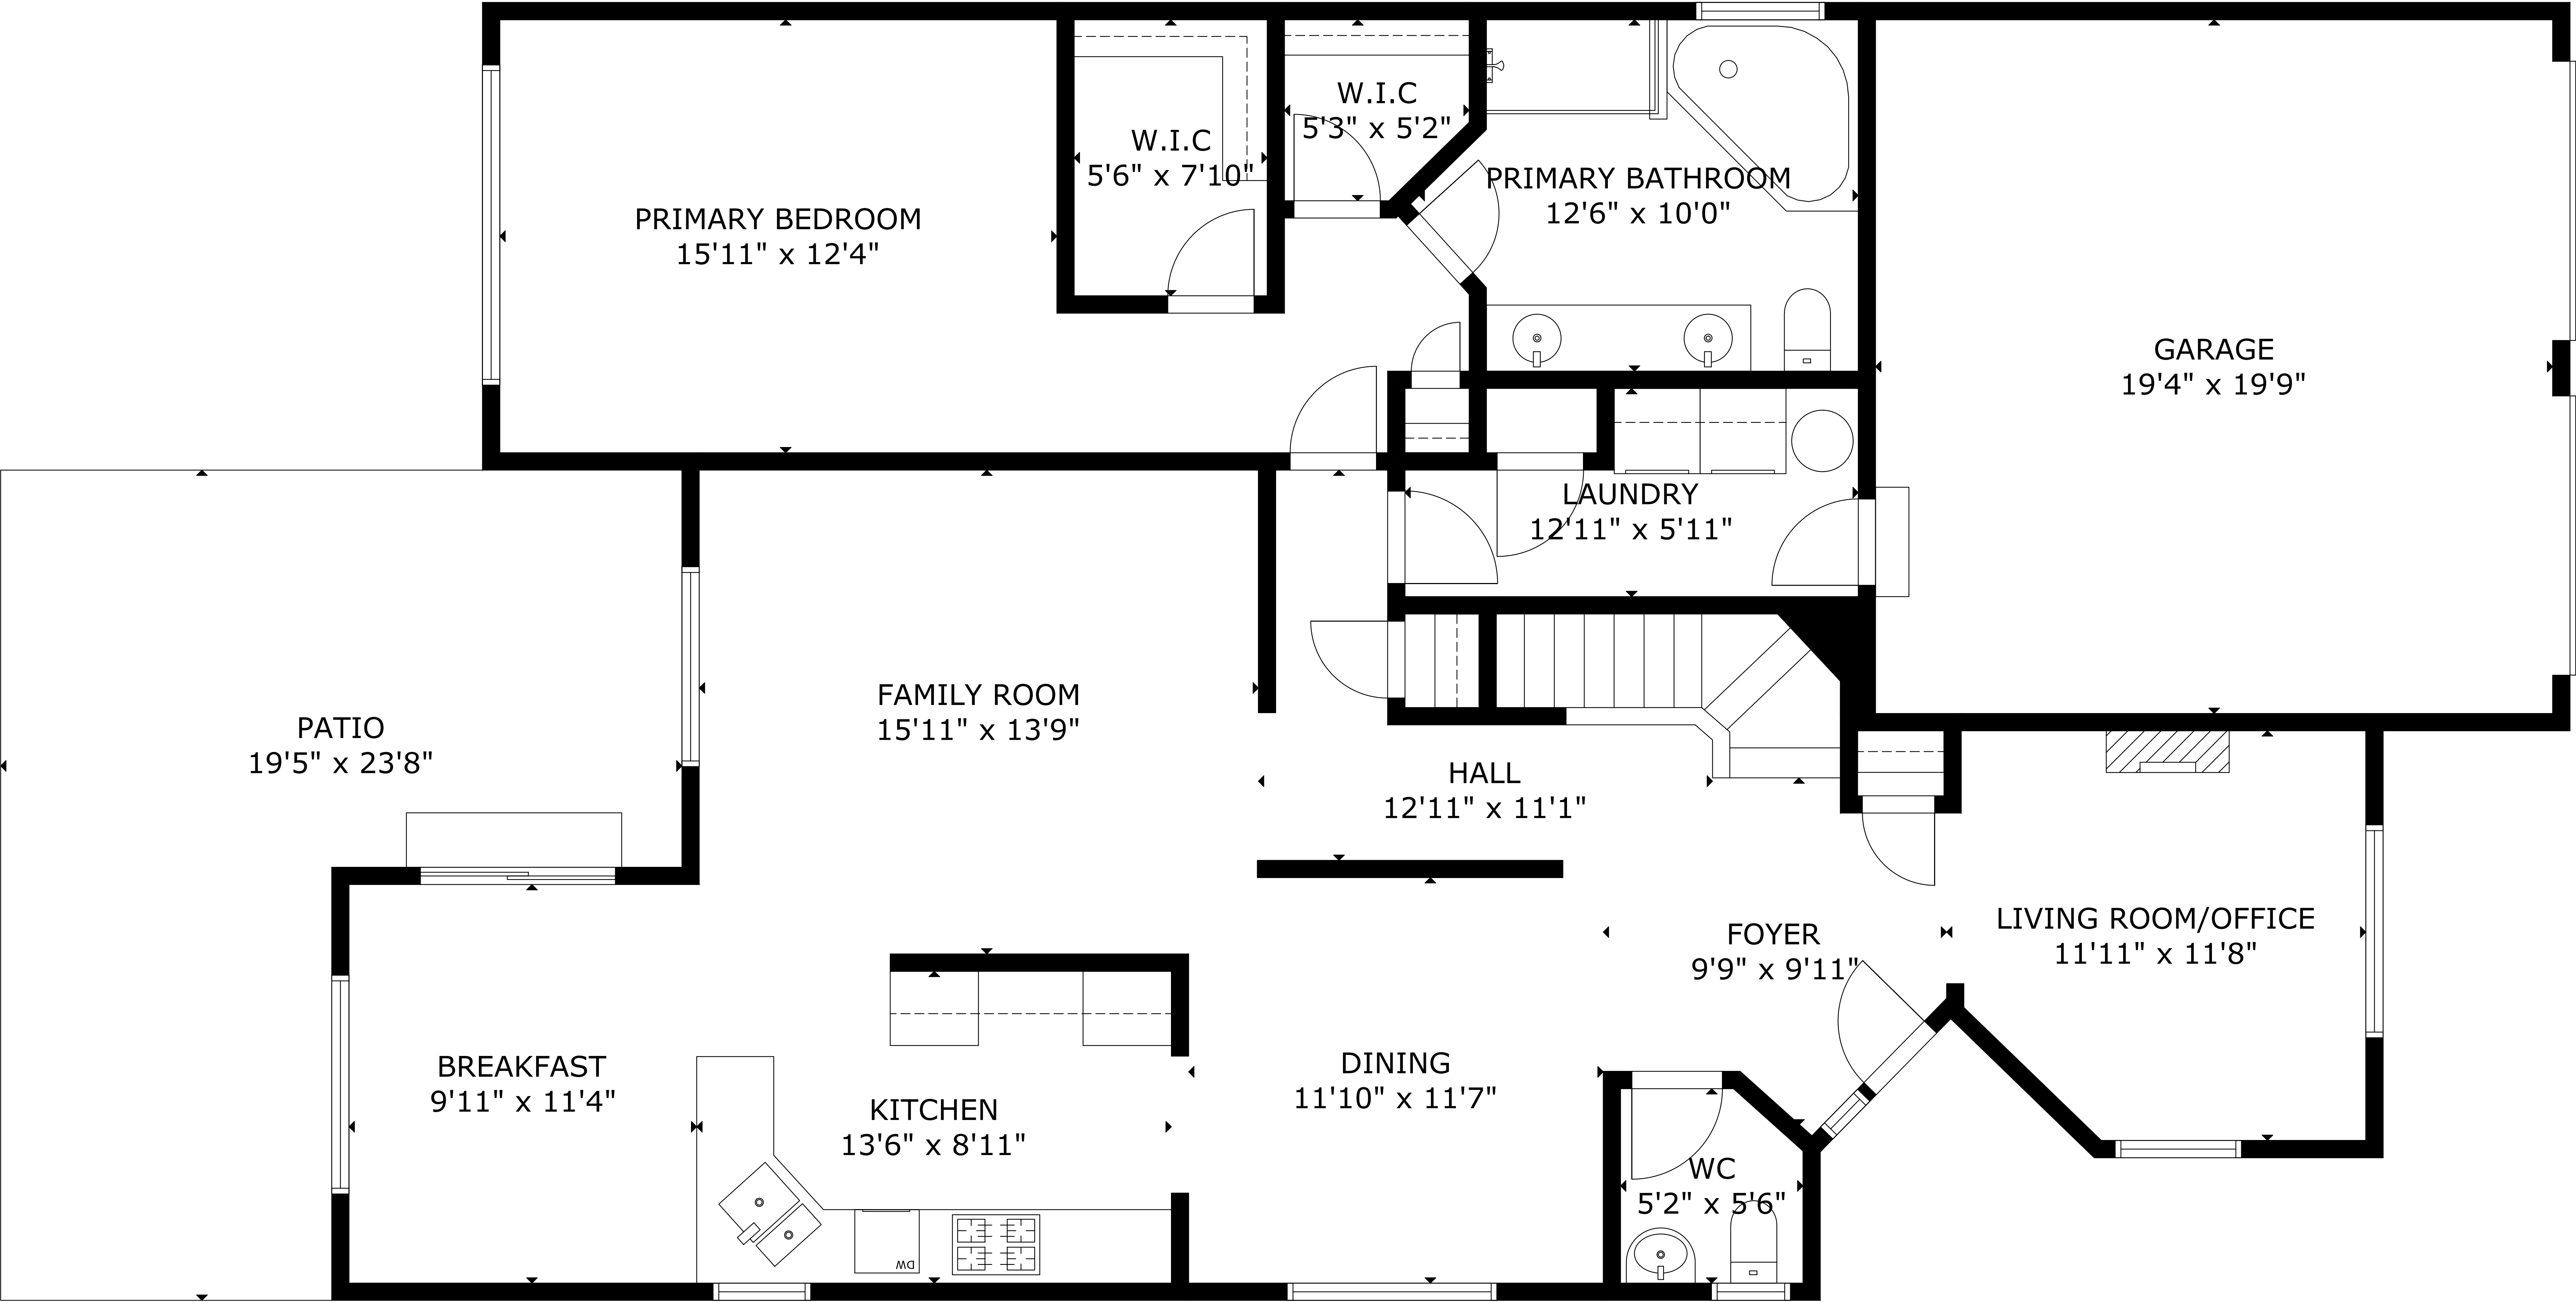 W.I.C
5'3" x 5'2"
W.I.C
5'6" x 7'10"
PRIMARY BATHROOM
12'6" x 10'0"
PRIMARY BEDROOM
15'11" x 12'4"
GARAGE
19'4" x 19'9"
LAUNDRY
12'11" x 5'11"
FAMILY ROOM
15'11" x 13'9"
PATIO
19'5" x 23'8"
HALL
12'11" x 11'1"
LIVING ROOM/OFFICE
11'11" x 11'8"
FOYER
9'9" x 9'11"
BREAKFAST
9'11" x 11'4"
DINING
11'10" x 11'7"
KITCHEN
13'6" x 8'11"
WC
5'2" x 5'6"
DW